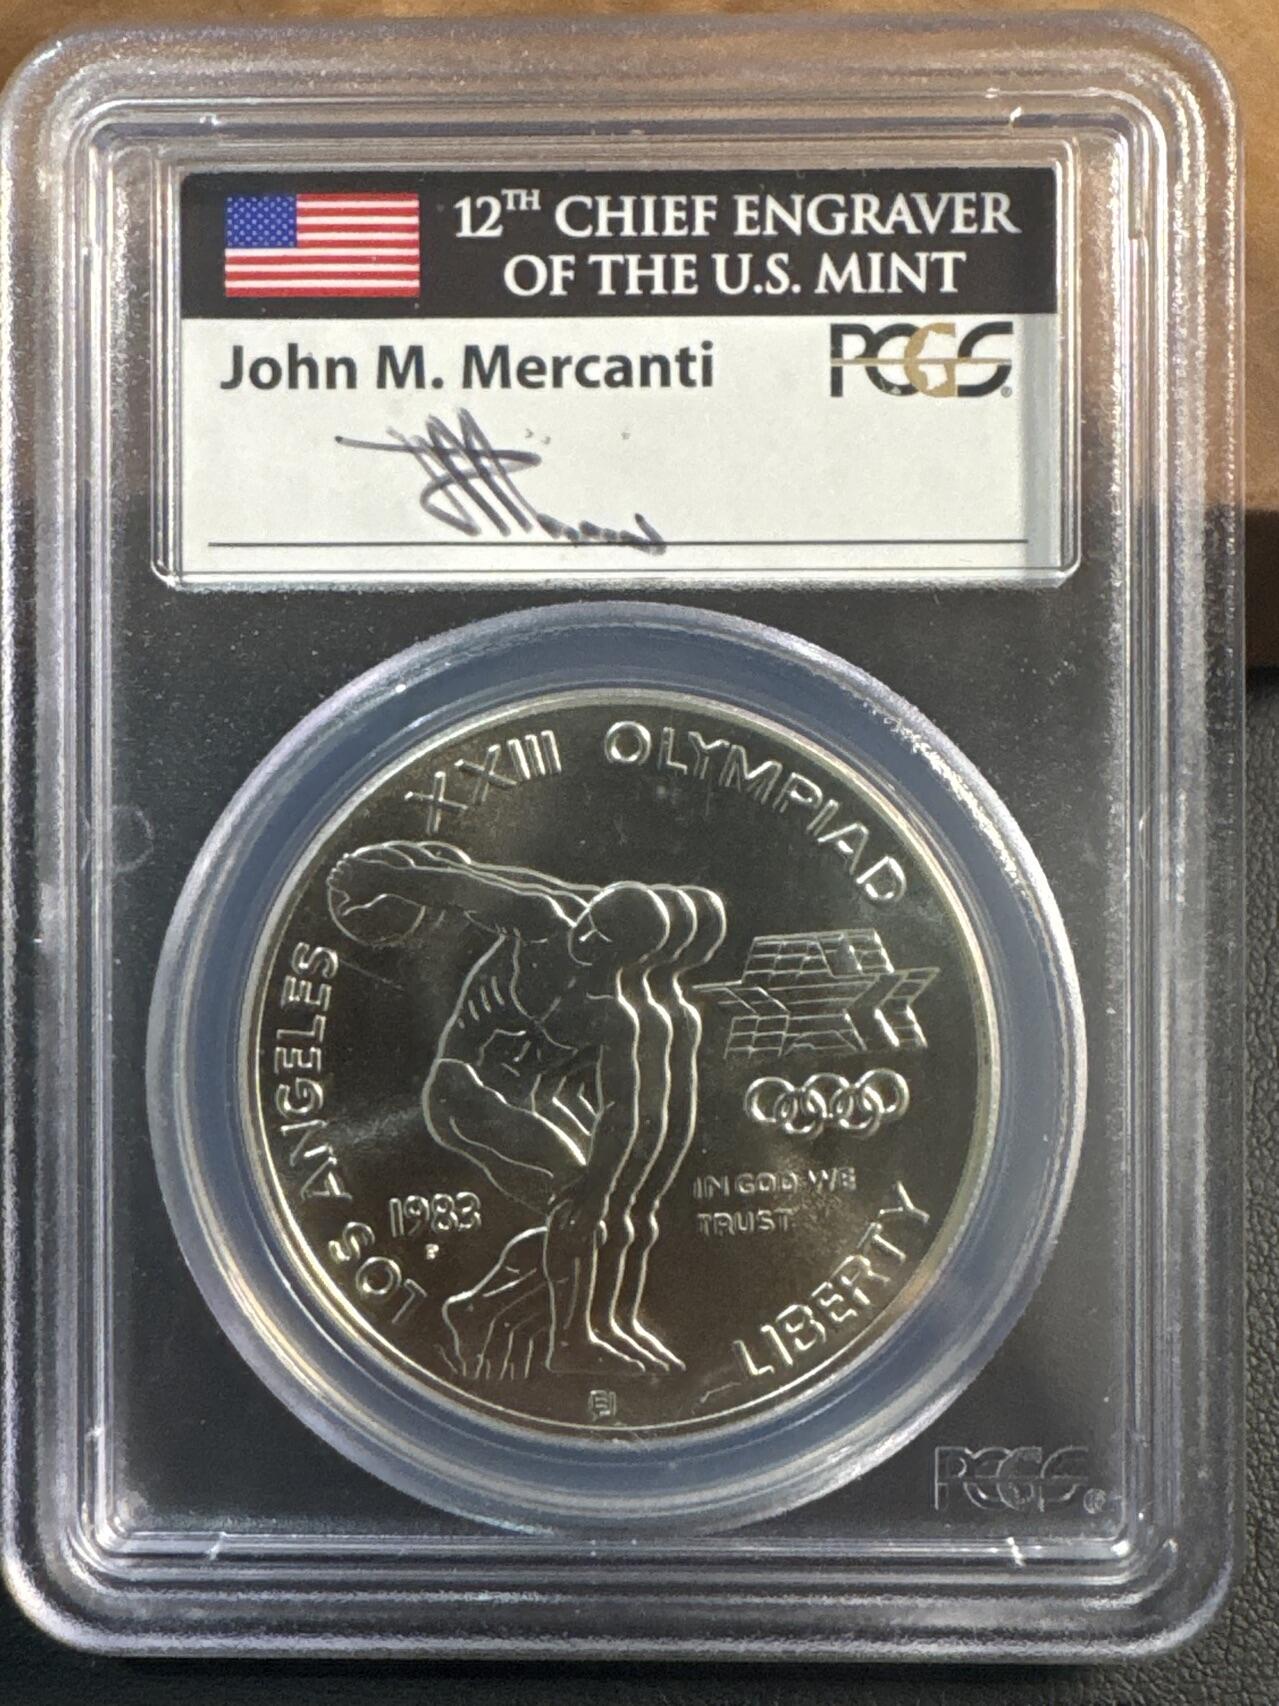 12TH CHIEF ENGRAVER
OF THE U.S. MINT
John M. Mercanti
PCGS®
LOS ANGELES XXIII OLYMPIAD
1983
P
IN GOD WE
TRUST
LIBERTY
EJ
PCGS®